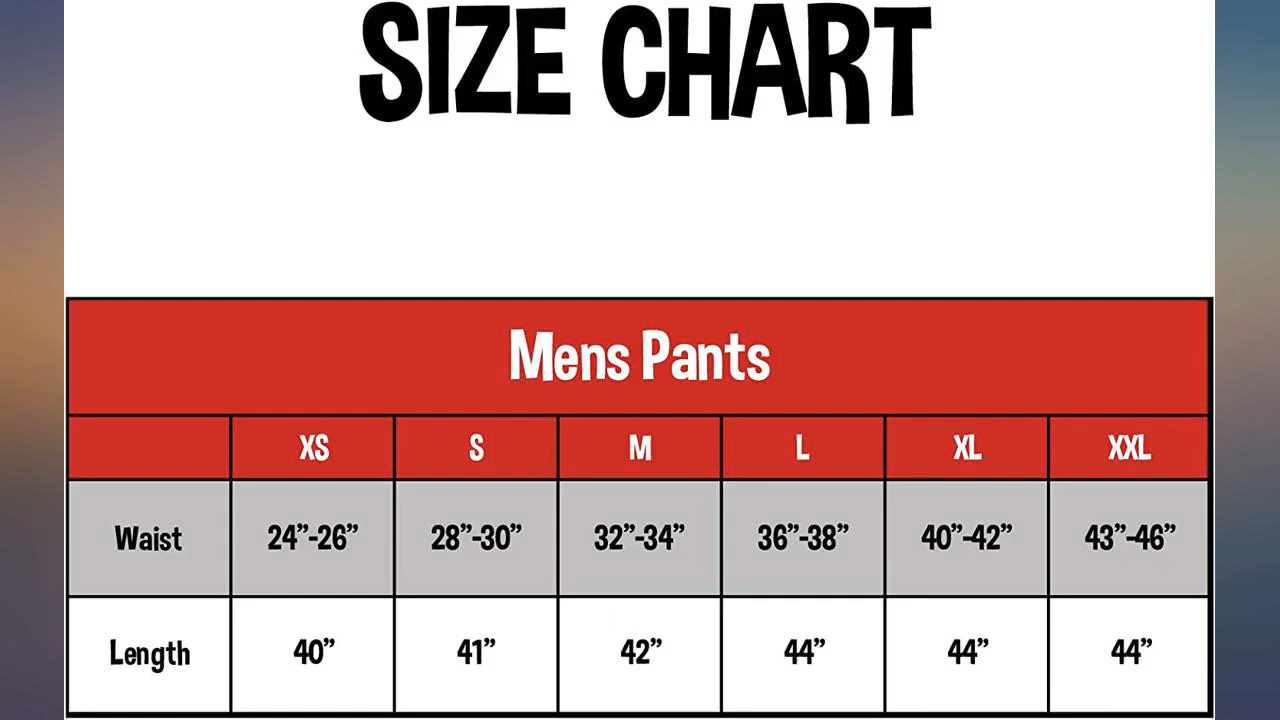 SIZE CHART
Mens Pants
XS S M L XL XXL
Waist 24”-26” 28”-30” 32”-34” 36”-38” 40”-42” 43”-46”
Length 40” 41” 42” 44” 44” 44”